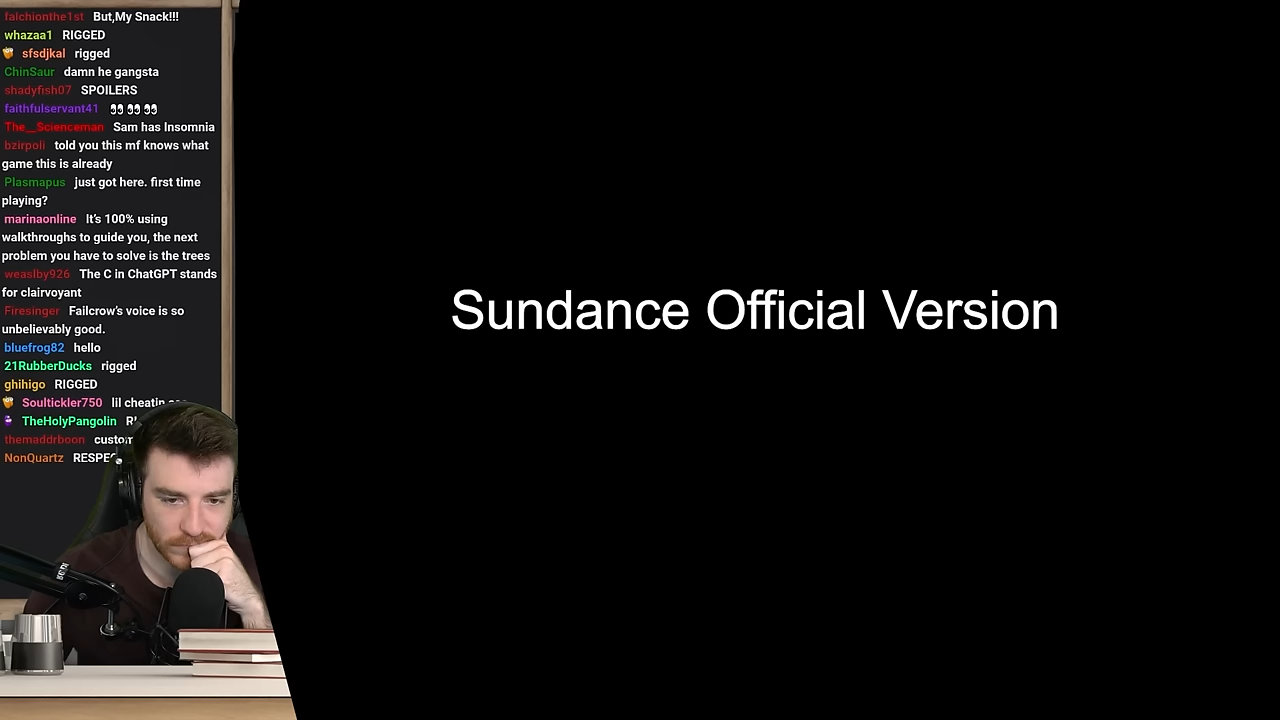 falchionthe1st But,My Snack!!!
whazaa1 RIGGED
sfsdjkal rigged
ChinSaur damn he gangsta
shadyfish07 SPOILERS
faithfulservant41 👀 👀 👀
The__Scienceman Sam has Insomnia
bzirpoli told you this mf knows what
game this is already
Plasmapus just got here. first time
playing?
marinaonline It's 100% using
walkthroughs to guide you, the next
problem you have to solve is the trees
weaslby926 The C in ChatGPT stands
for clairvoyant
Firesinger Failcrow's voice is so
unbelievably good.
bluefrog82 hello
21RubberDucks rigged
ghihigo RIGGED
Soultickler750 lil cheatin
TheHolyPangolin
themaddrboon
NonQuartz
Sundance Official Version